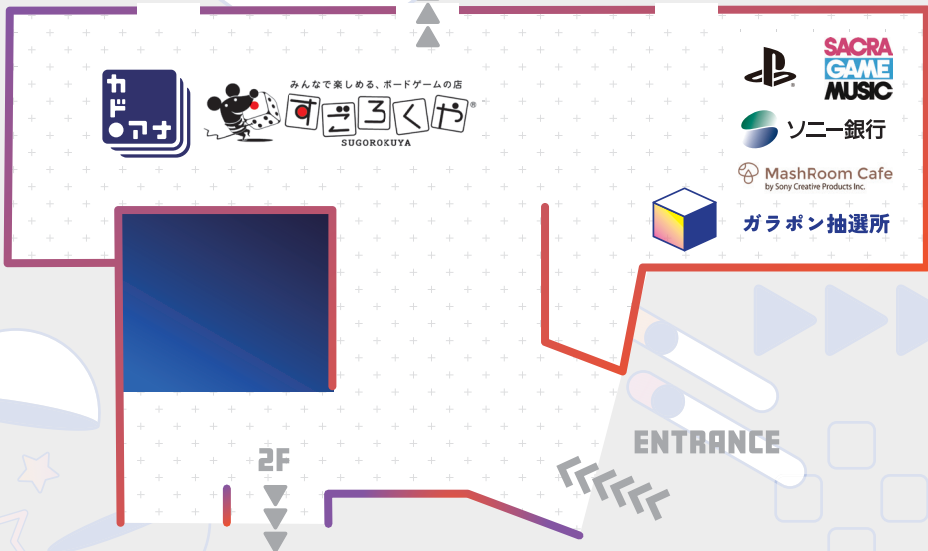 カド
アナ
みんなで楽しめる、ボードゲームの店
すごろくや®
SUGOROKUYA
SACRA
GAME
MUSIC
ソニー銀行
MashRoom Cafe
by Sony Creative Products Inc.
ガラポン抽選所
ENTRANCE
2F